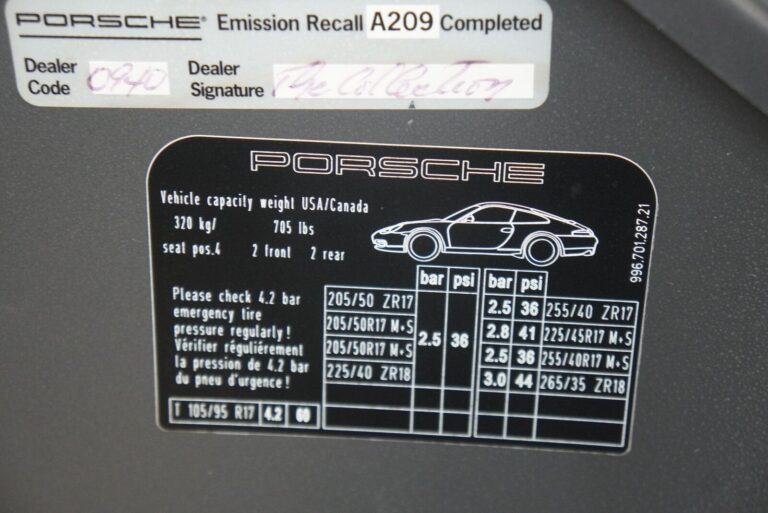 PORSCHE® Emission Recall A209 Completed
Dealer Code 0940 Dealer Signature The Collection
PORSCHE
Vehicle capacity weight USA/Canada
320 kg/ 705 lbs
seat pos.4 2 front 2 rear
996.701.287.21
Please check 4.2 bar
emergency tire
pressure regularly!
Vérifier régulièrement
la pression de 4.2 bar
du pneu d'urgence!
T 105/95 R17 4.2 60
bar psi bar psi
205/50 ZR17 2.5 36 255/40 ZR17
205/50R17 M+S 2.8 41 225/45R17 M+S
205/50R17 M+S 2.5 36 2.5 36 255/40R17 M+S
225/40 ZR18 3.0 44 265/35 ZR18